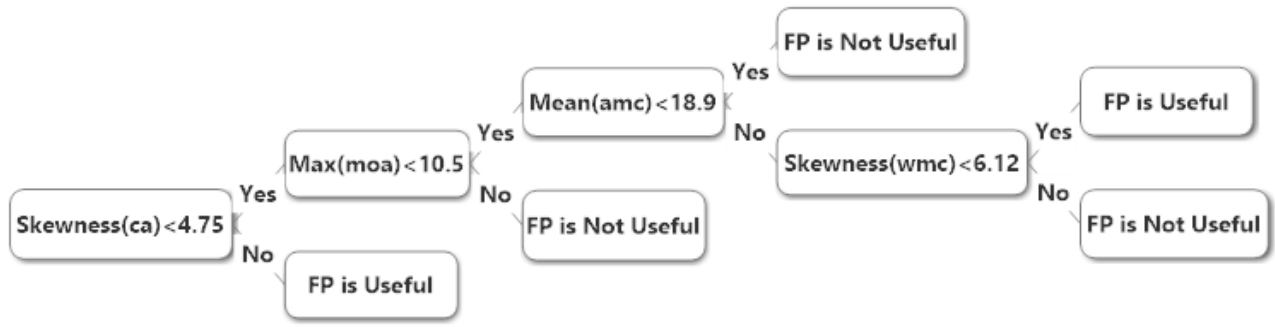 FP is Not Useful
Yes
Mean(amc)<18.9
FP is Useful
Yes
No
Yes
Max(moa)<10.5
Skewness(wmc)<6.12
Yes
No
No
Skewness(ca)<4.75
FP is Not Useful
FP is Not Useful
No
FP is Useful